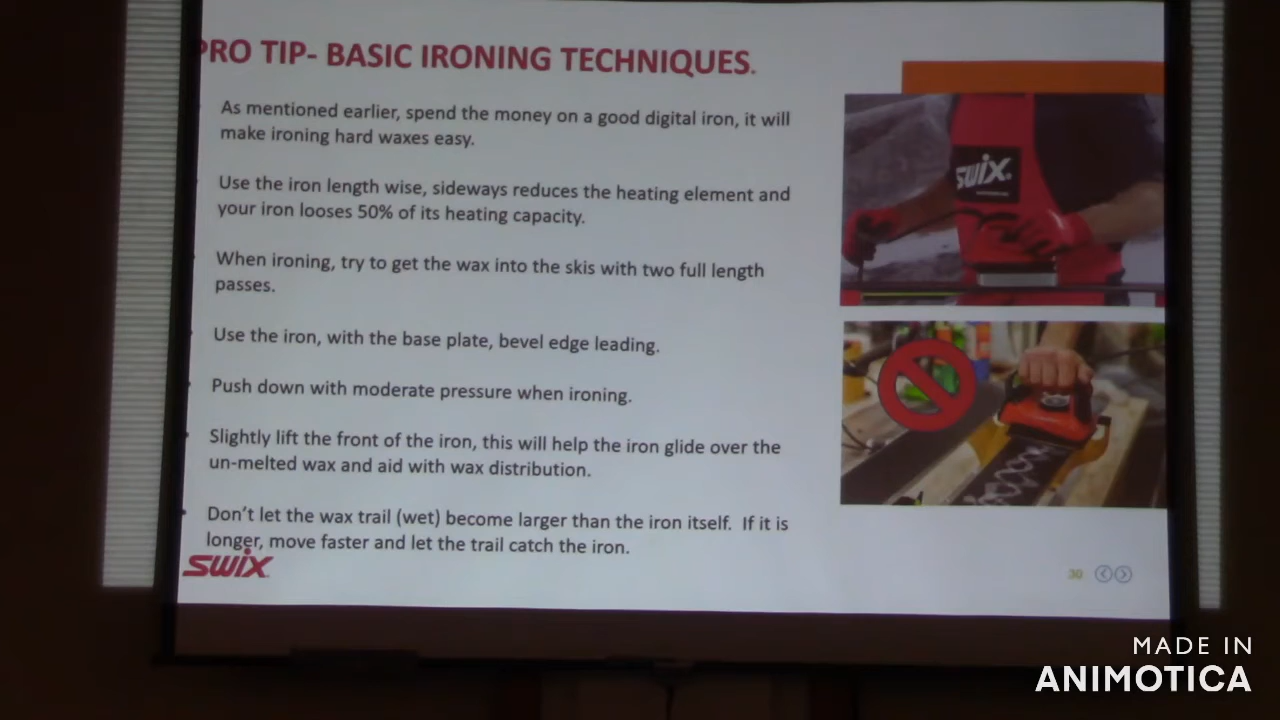 PRO TIP- BASIC IRONING TECHNIQUES.
As mentioned earlier, spend the money on a good digital iron, it will
make ironing hard waxes easy.
Use the iron length wise, sideways reduces the heating element and
your iron looses 50% of its heating capacity.
When ironing, try to get the wax into the skis with two full length
passes.
Use the iron, with the base plate, bevel edge leading.
Push down with moderate pressure when ironing.
Slightly lift the front of the iron, this will help the iron glide over the
un-melted wax and aid with wax distribution.
Don't let the wax trail (wet) become larger than the iron itself.  If it is
longer, move faster and let the trail catch the iron.
SWIX
SWIX
30
MADE IN
ANIMOTICA